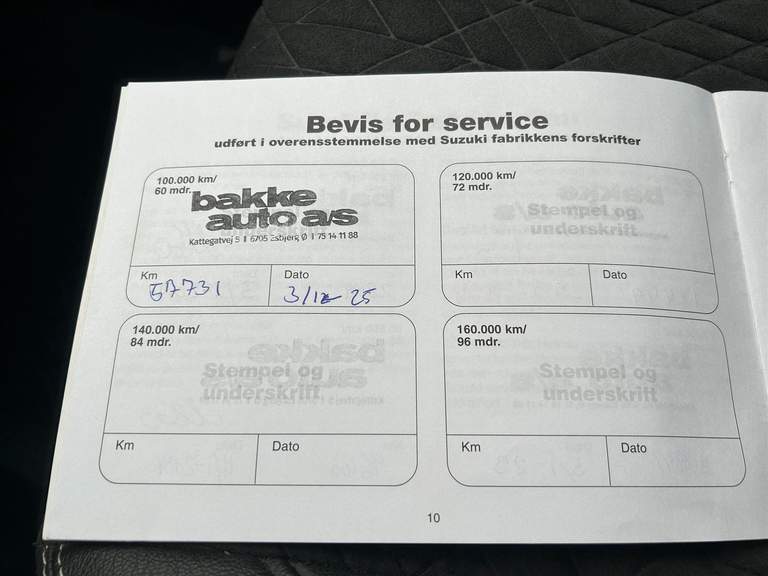 Bevis for service
udført i overensstemmelse med Suzuki fabrikkens forskrifter
100.000 km/
60 mdr.
bakke
auto a/s
Kattegatvej 5 | 6705 Esbjerg Ø | 75 14 11 88
Km
Dato
3/12 25
120.000 km/
72 mdr.
Stempel og
underskrift
Km
Dato
140.000 km/
84 mdr.
Stempel og
underskrift
Km
Dato
160.000 km/
96 mdr.
Stempel og
underskrift
Km
Dato
10